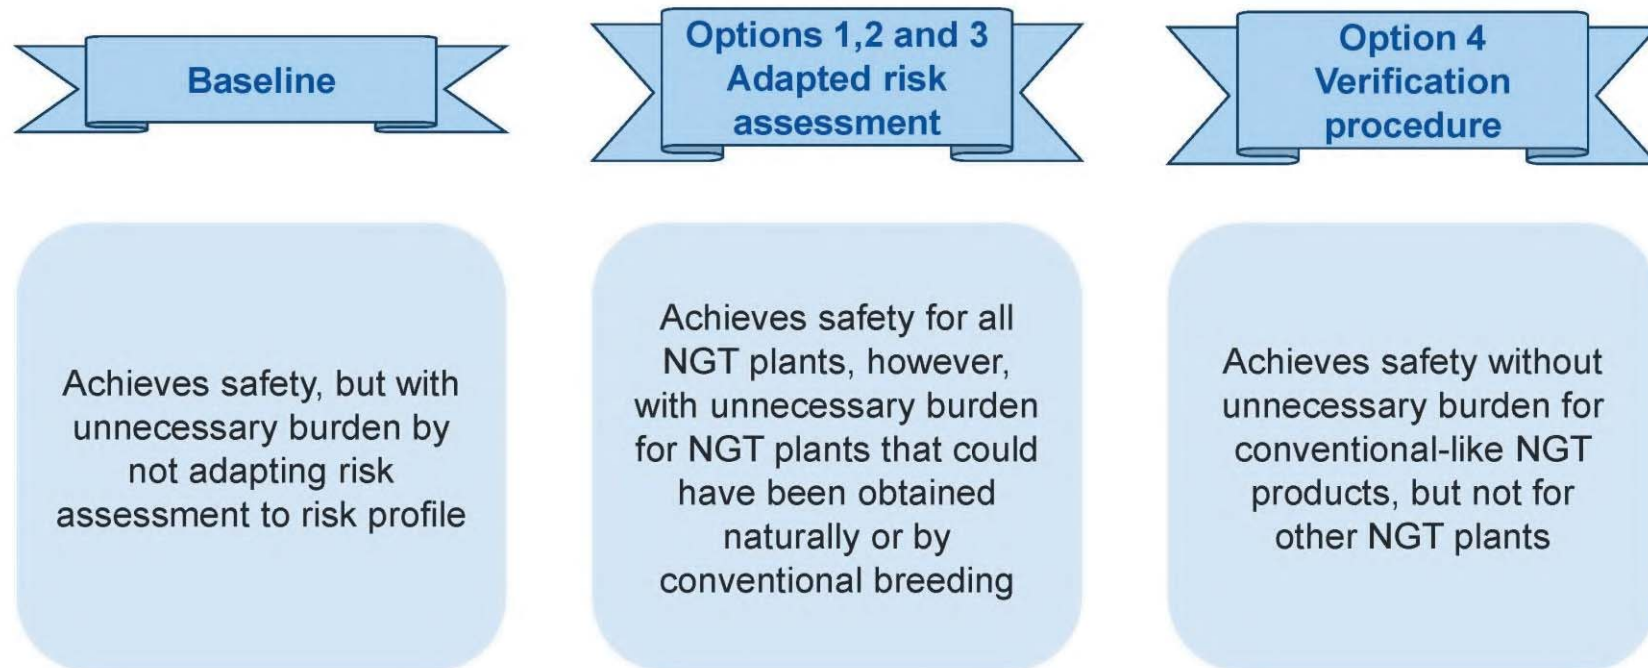 Baseline
Achieves safety, but with
unnecessary burden by
not adapting risk
assessment to risk profile
Options 1,2 and 3
Adapted risk
assessment
Achieves safety for all
NGT plants, however,
with unnecessary burden
for NGT plants that could
have been obtained
naturally or by
conventional breeding
Option 4
Verification
procedure
Achieves safety without
unnecessary burden for
conventional-like NGT
products, but not for
other NGT plants